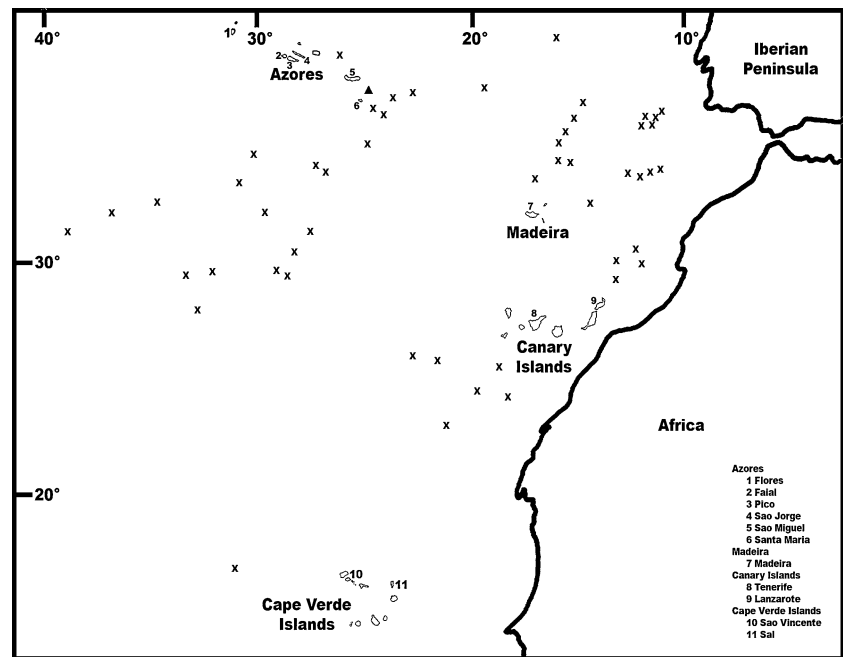 40° 30° 20° 10°
1
2 3 4
Azores
5
6
Iberian
Peninsula
7
Madeira
30°
8
9
Canary
Islands
Africa
20°
10
11
Cape Verde
Islands
Azores
1 Flores
2 Faial
3 Pico
4 Sao Jorge
5 Sao Miguel
6 Santa Maria
Madeira
7 Madeira
Canary Islands
8 Tenerife
9 Lanzarote
Cape Verde Islands
10 Sao Vincente
11 Sal